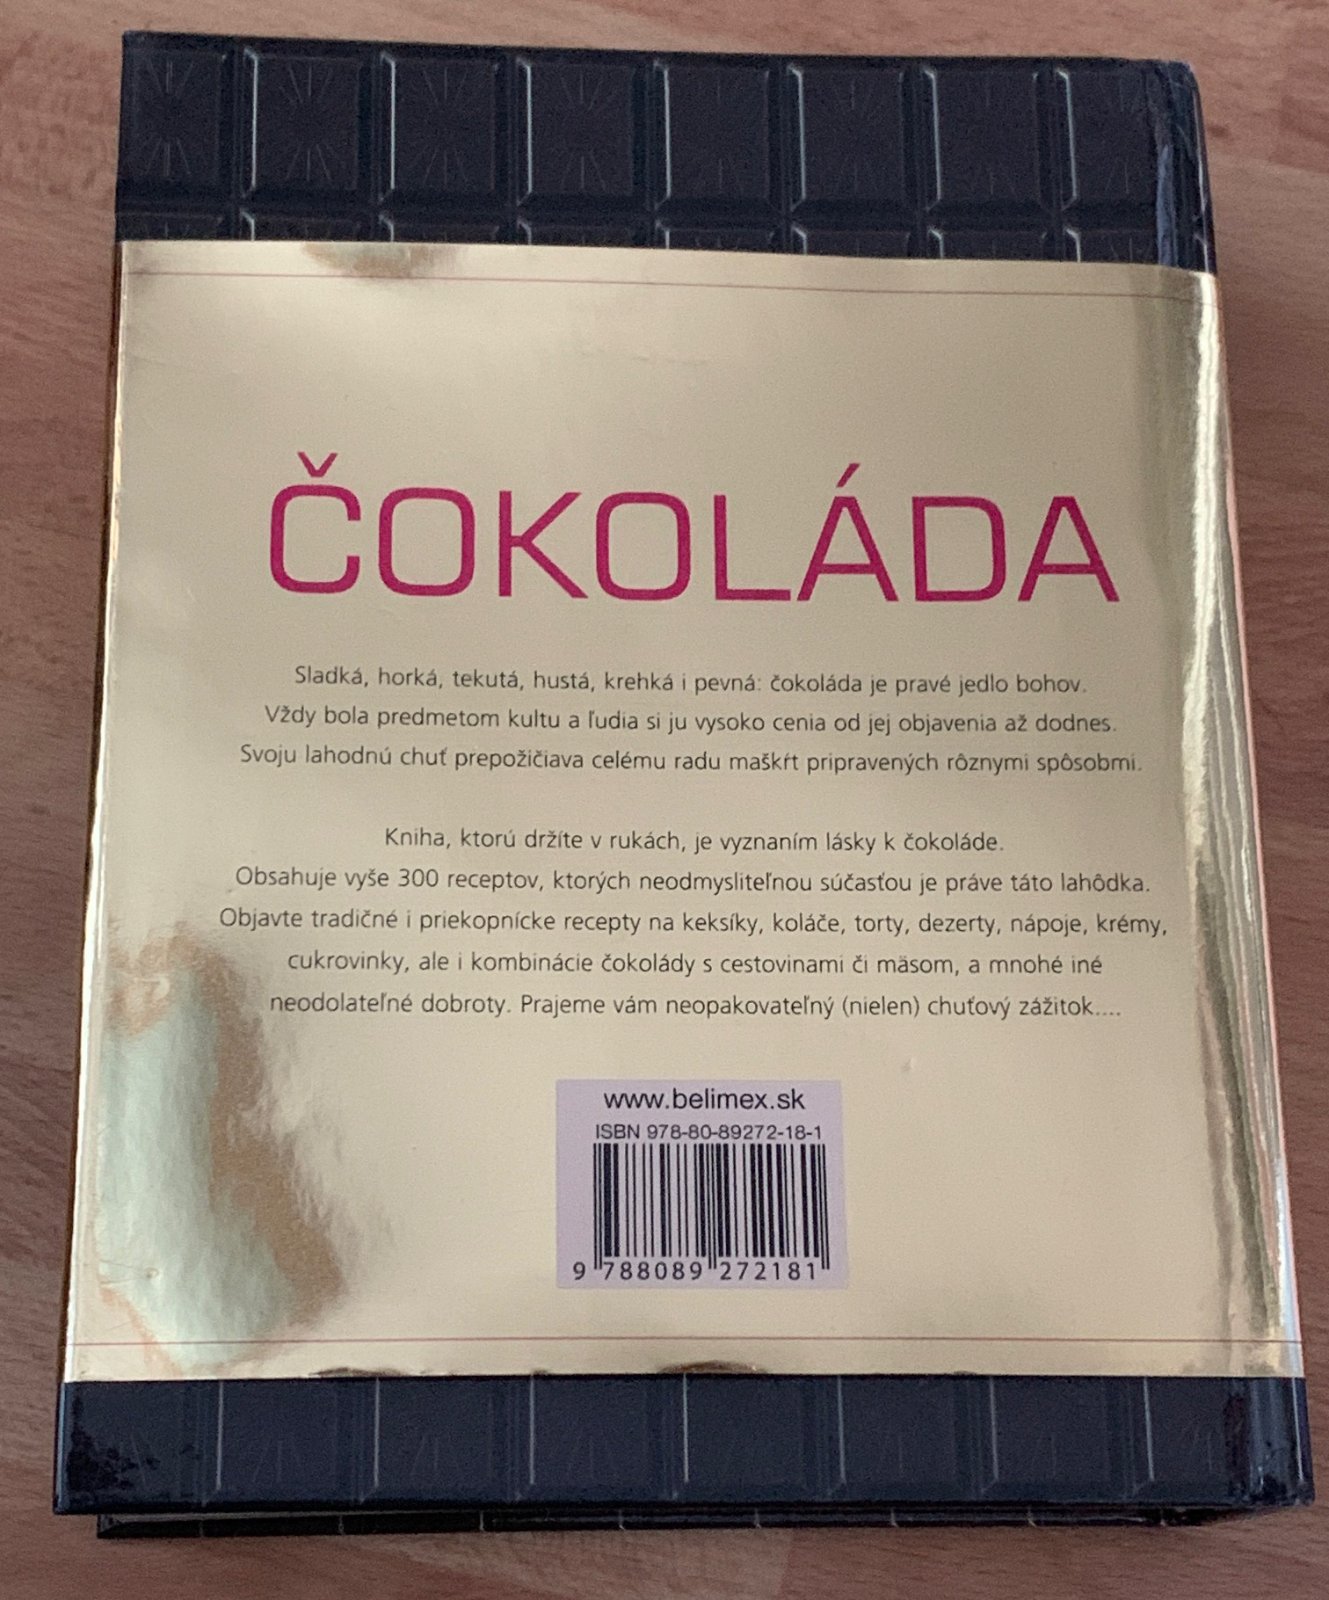 ČOKOLÁDA
Sladká, horká, tekutá, hustá, krehká i pevná: čokoláda je pravé jedlo bohov.
Vždy bola predmetom kultu a ľudia si ju vysoko cenia od jej objavenia až dodnes.
Svoju lahodnú chuť prepožičiava celému radu maškŕt pripravených rôznymi spôsobmi.
Kniha, ktorú držíte v rukách, je vyznaním lásky k čokoláde.
Obsahuje vyše 300 receptov, ktorých neodmysliteľnou súčasťou je práve táto lahôdka.
Objavte tradičné i priekopnícke recepty na keksíky, koláče, torty, dezerty, nápoje, krémy,
cukrovinky, ale i kombinácie čokolády s cestovinami či mäsom, a mnohé iné
neodolateľné dobroty. Prajeme vám neopakovateľný (nielen) chuťový zážitok....
www.belimex.sk
ISBN 978-80-89272-18-1
9 788089 272181